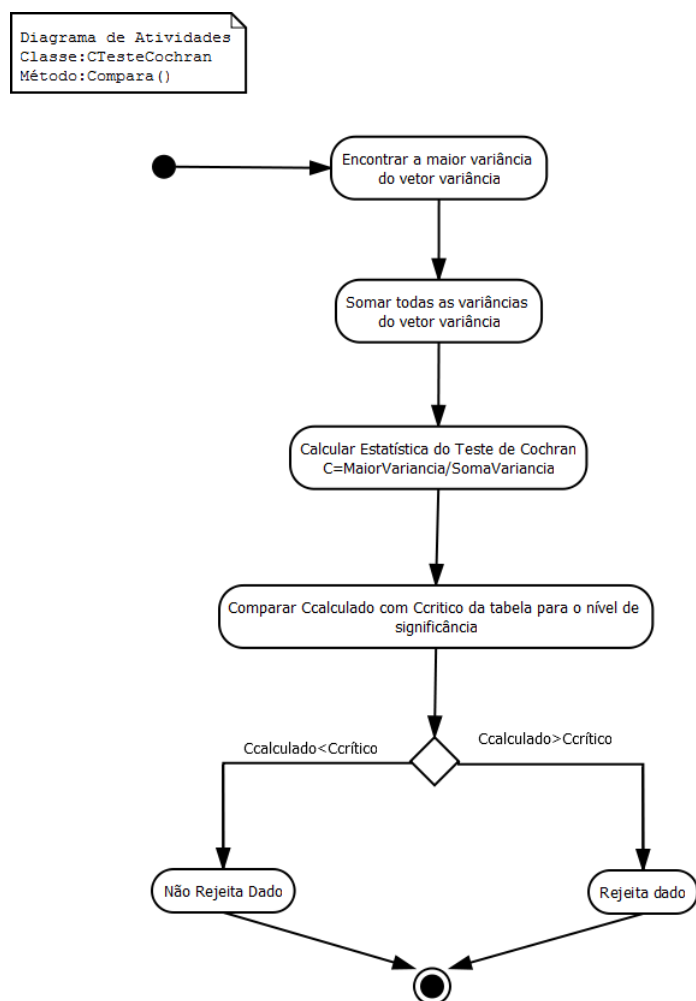 Diagrama de Atividades
Classe:CTesteCochran
Método:Compara()
Encontrar a maior variância
do vetor variância
Somar todas as variâncias
do vetor variância
Calcular Estatística do Teste de Cochran
C=MaiorVariancia/SomaVariancia
Comparar Ccalculado com Ccritico da tabela para o nível de
significância
Ccalculado<Ccrítico
Ccalculado>Ccrítico
Não Rejeita Dado
Rejeita dado